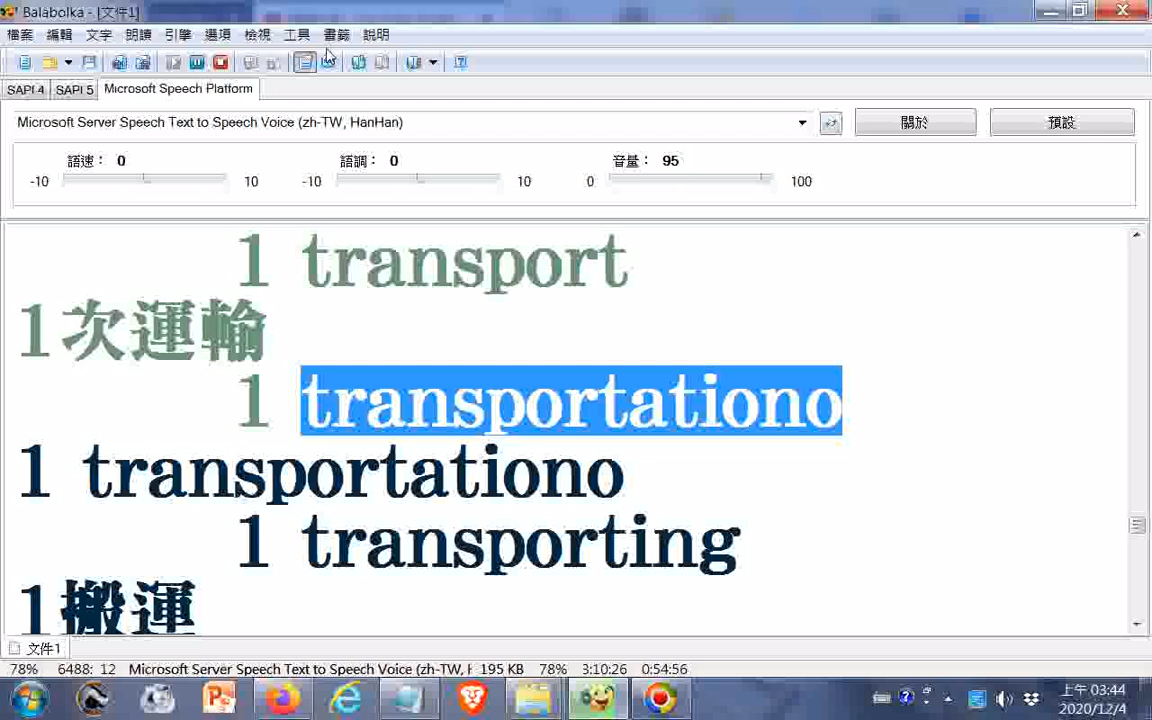 Balabolka - [文件1]
檔案 編輯 文字 朗讀 引擎 選項 檢視 工具 書籤 說明
SAPI 4 SAPI 5 Microsoft Speech Platform
Microsoft Server Speech Text to Speech Voice (zh-TW, HanHan) 關於 預設
語速： 0 語調： 0 音量： 95
-10 10 -10 10 0 100
1 transport
1次運輸
1 transportationo
1 transportationo
1 transporting
1搬運
文件1
78% 6488: 12 Microsoft Server Speech Text to Speech Voice (zh-TW, 195 KB 78% 3:10:26 0:54:56
上午 03:44
2020/12/4